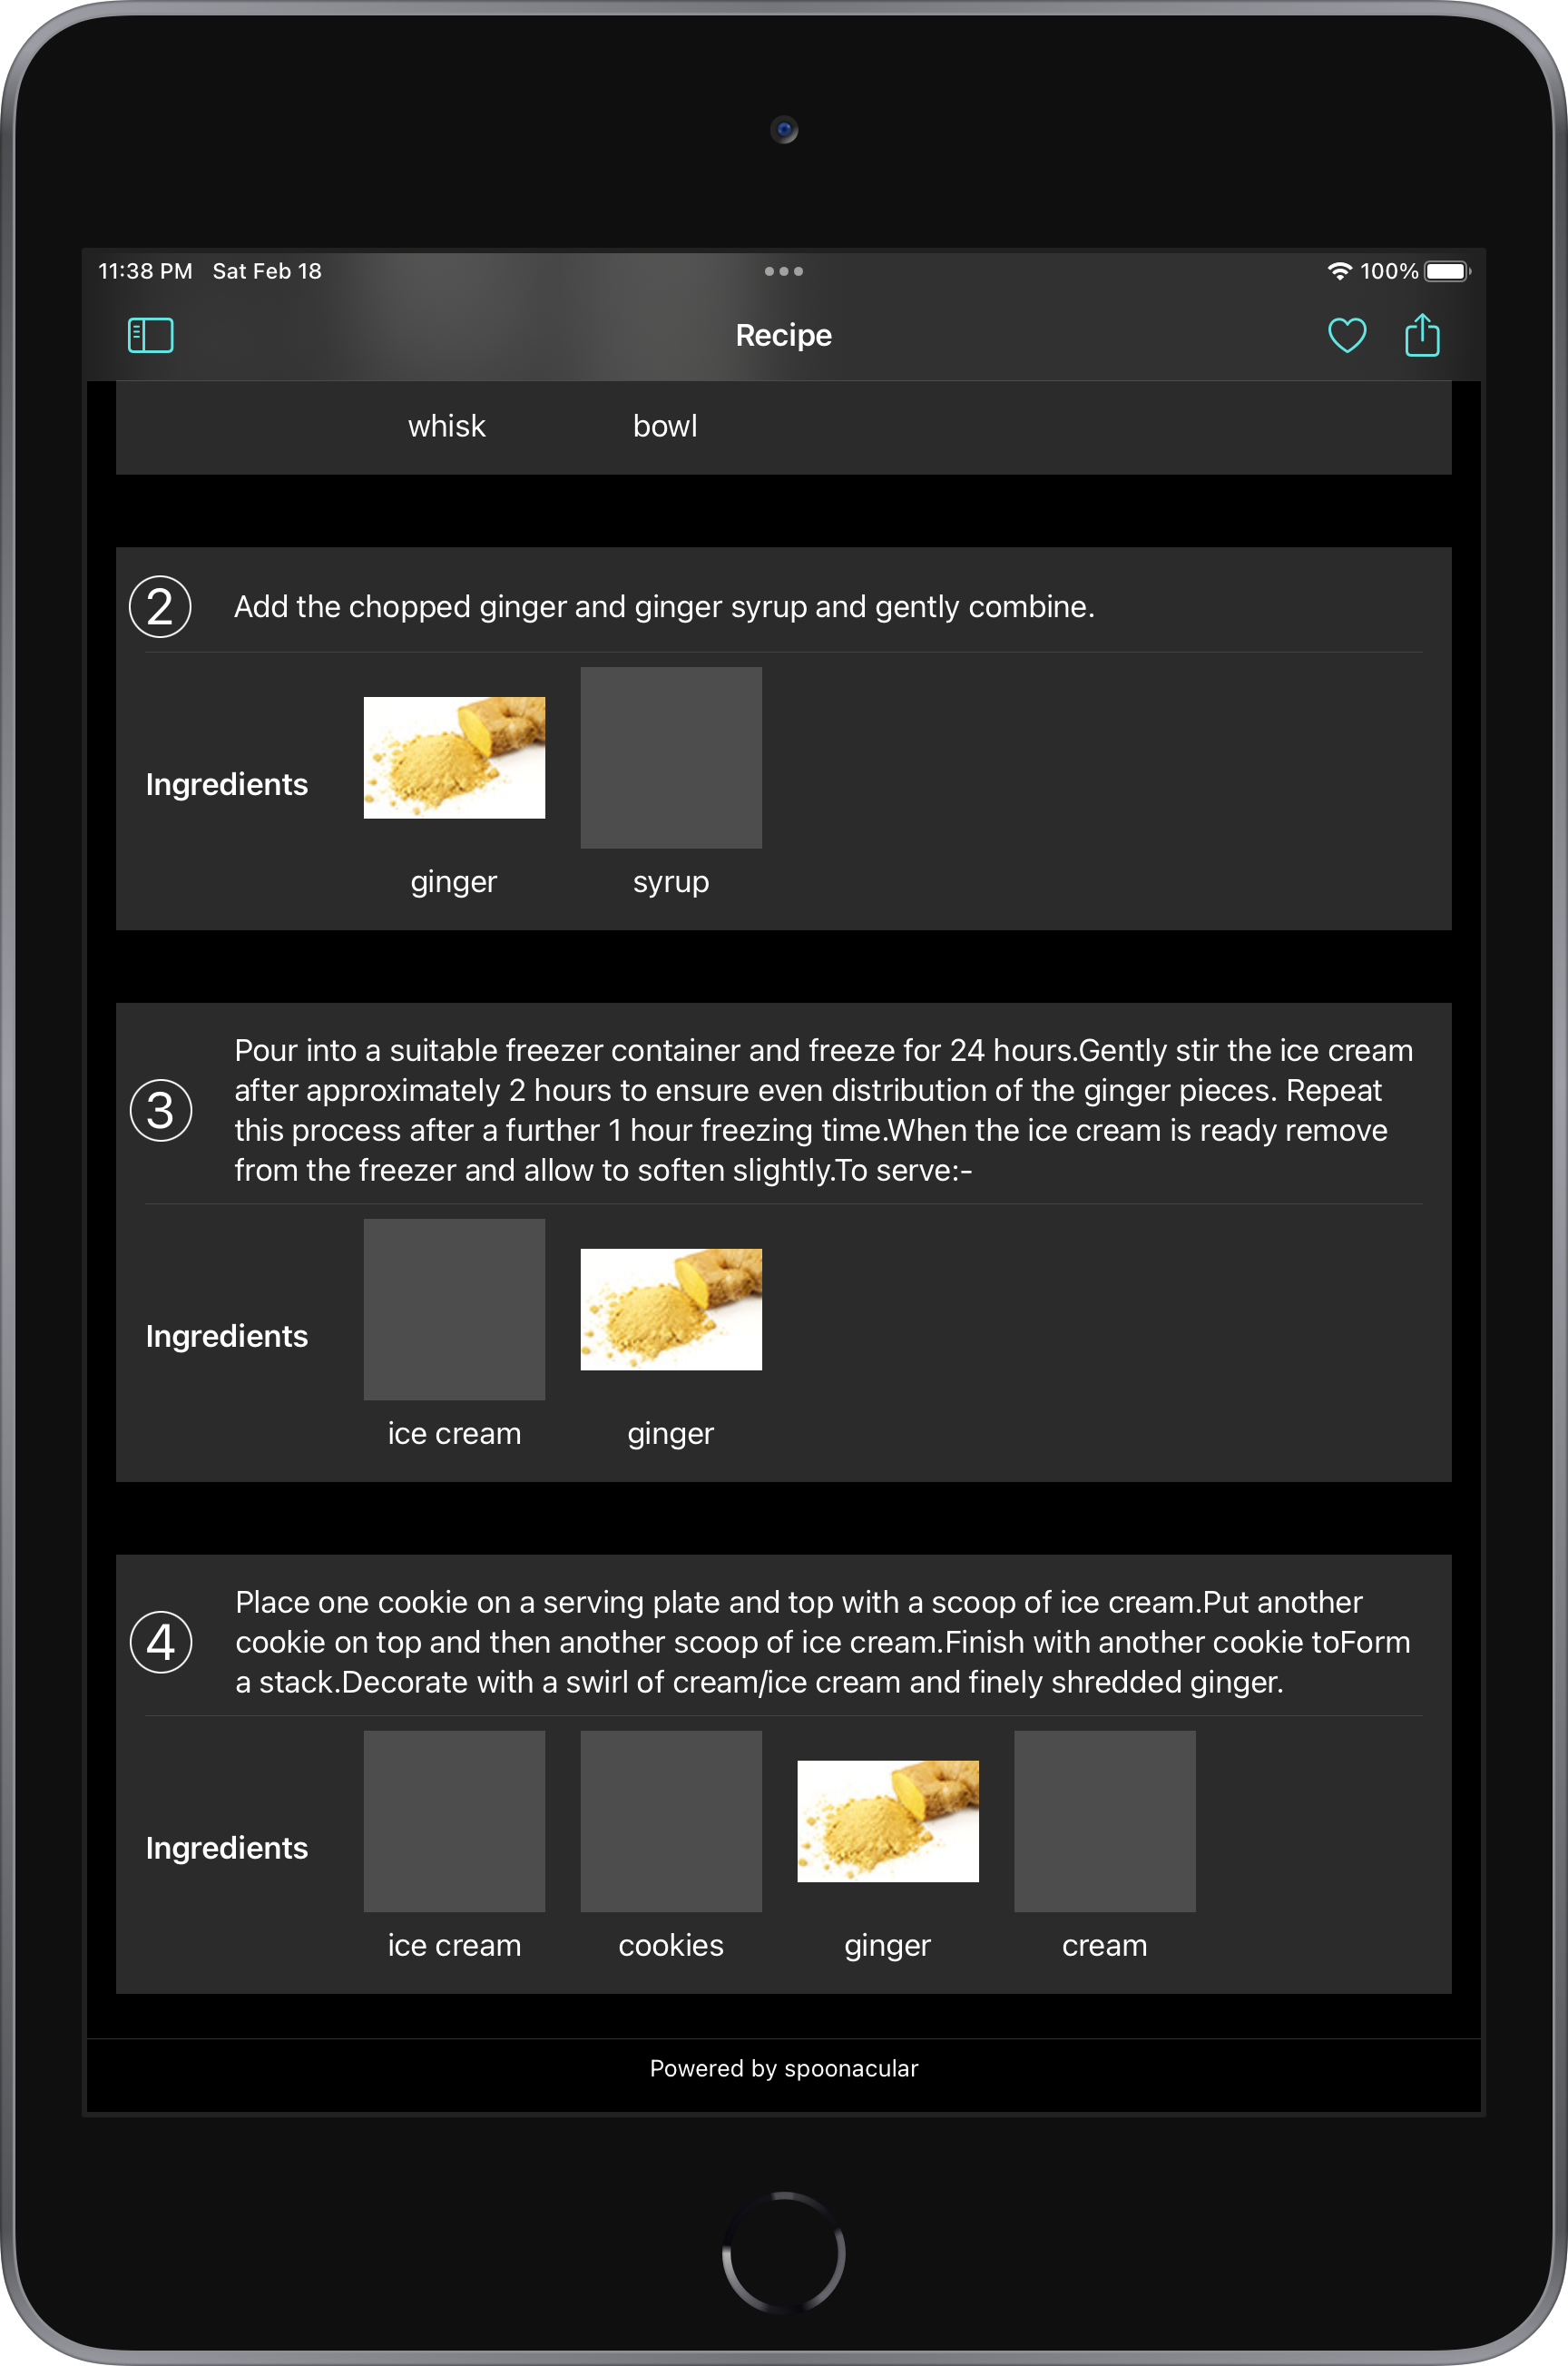 11:38 PM Sat Feb 18
100%
Recipe
whisk bowl
2 Add the chopped ginger and ginger syrup and gently combine.
Ingredients
ginger syrup
3
Pour into a suitable freezer container and freeze for 24 hours.Gently stir the ice cream
after approximately 2 hours to ensure even distribution of the ginger pieces. Repeat
this process after a further 1 hour freezing time.When the ice cream is ready remove
from the freezer and allow to soften slightly.To serve:-
Ingredients
ice cream ginger
4
Place one cookie on a serving plate and top with a scoop of ice cream.Put another
cookie on top and then another scoop of ice cream.Finish with another cookie toForm
a stack.Decorate with a swirl of cream/ice cream and finely shredded ginger.
Ingredients
ice cream cookies ginger cream
Powered by spoonacular